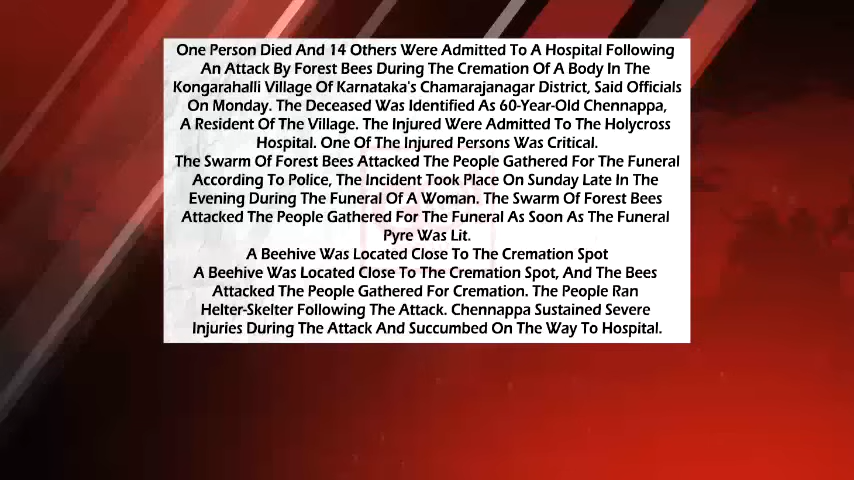 One Person Died And 14 Others Were Admitted To A Hospital Following
An Attack By Forest Bees During The Cremation Of A Body In The
Kongarahalli Village Of Karnataka's Chamarajanagar District, Said Officials
On Monday. The Deceased Was Identified As 60-Year-Old Chennappa,
A Resident Of The Village. The Injured Were Admitted To The Holycross
Hospital. One Of The Injured Persons Was Critical.
The Swarm Of Forest Bees Attacked The People Gathered For The Funeral
According To Police, The Incident Took Place On Sunday Late In The
Evening During The Funeral Of A Woman. The Swarm Of Forest Bees
Attacked The People Gathered For The Funeral As Soon As The Funeral
Pyre Was Lit.
A Beehive Was Located Close To The Cremation Spot
A Beehive Was Located Close To The Cremation Spot, And The Bees
Attacked The People Gathered For Cremation. The People Ran
Helter-Skelter Following The Attack. Chennappa Sustained Severe
Injuries During The Attack And Succumbed On The Way To Hospital.